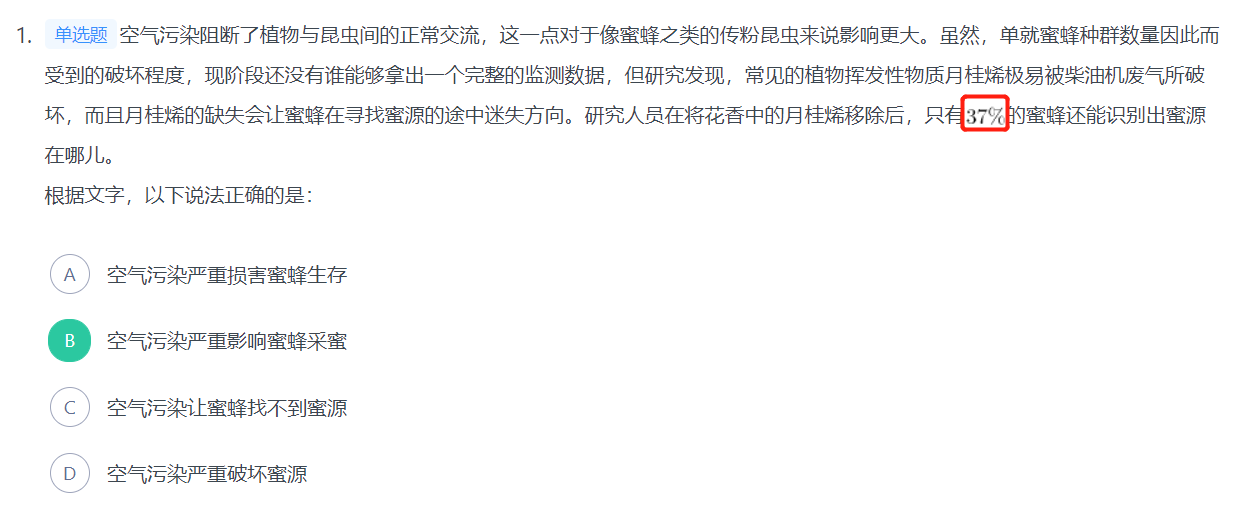 1. 单选题 空气污染阻断了植物与昆虫间的正常交流，这一点对于像蜜蜂之类的传粉昆虫来说影响更大。虽然，单就蜜蜂种群数量因此而
受到的破坏程度，现阶段还没有谁能够拿出一个完整的监测数据，但研究发现，常见的植物挥发性物质月桂烯极易被柴油机废气所破
坏，而且月桂烯的缺失会让蜜蜂在寻找蜜源的途中迷失方向。研究人员在将花香中的月桂烯移除后，只有37%的蜜蜂还能识别出蜜源
在哪儿。
根据文字，以下说法正确的是：
A 空气污染严重损害蜜蜂生存
B 空气污染严重影响蜜蜂采蜜
C 空气污染让蜜蜂找不到蜜源
D 空气污染严重破坏蜜源